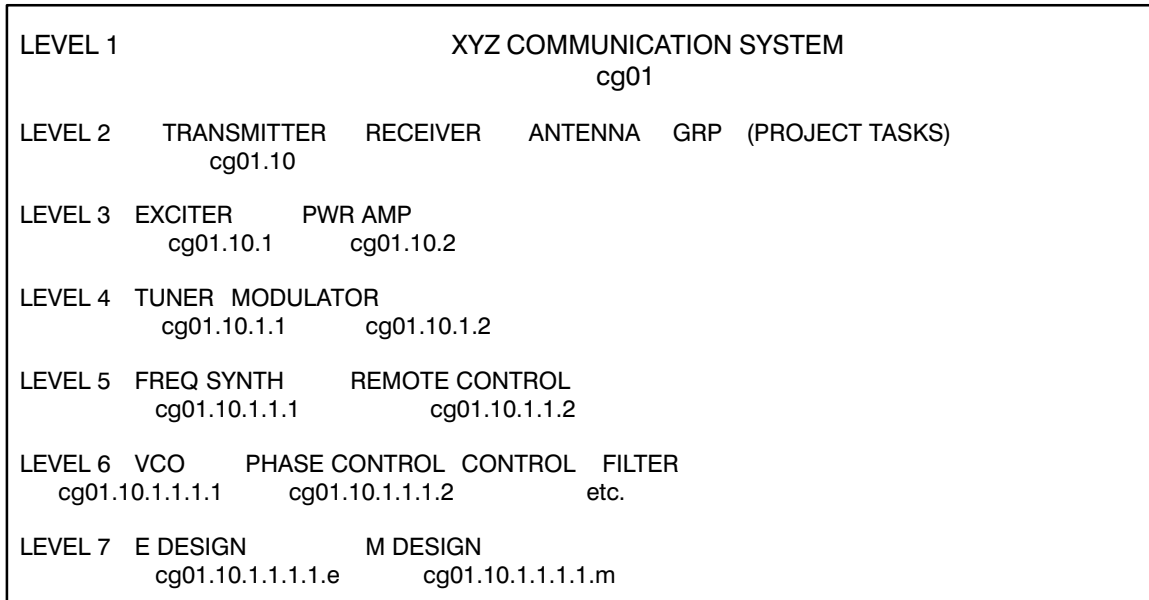 LEVEL 1 XYZ COMMUNICATION SYSTEM
cg01
LEVEL 2 TRANSMITTER RECEIVER ANTENNA GRP (PROJECT TASKS)
cg01.10
LEVEL 3 EXCITER PWR AMP
cg01.10.1 cg01.10.2
LEVEL 4 TUNER MODULATOR
cg01.10.1.1 cg01.10.1.2
LEVEL 5 FREQ SYNTH REMOTE CONTROL
cg01.10.1.1.1 cg01.10.1.1.2
LEVEL 6 VCO PHASE CONTROL CONTROL FILTER
cg01.10.1.1.1.1 cg01.10.1.1.1.2 etc.
LEVEL 7 E DESIGN M DESIGN
cg01.10.1.1.1.1.e cg01.10.1.1.1.1.m